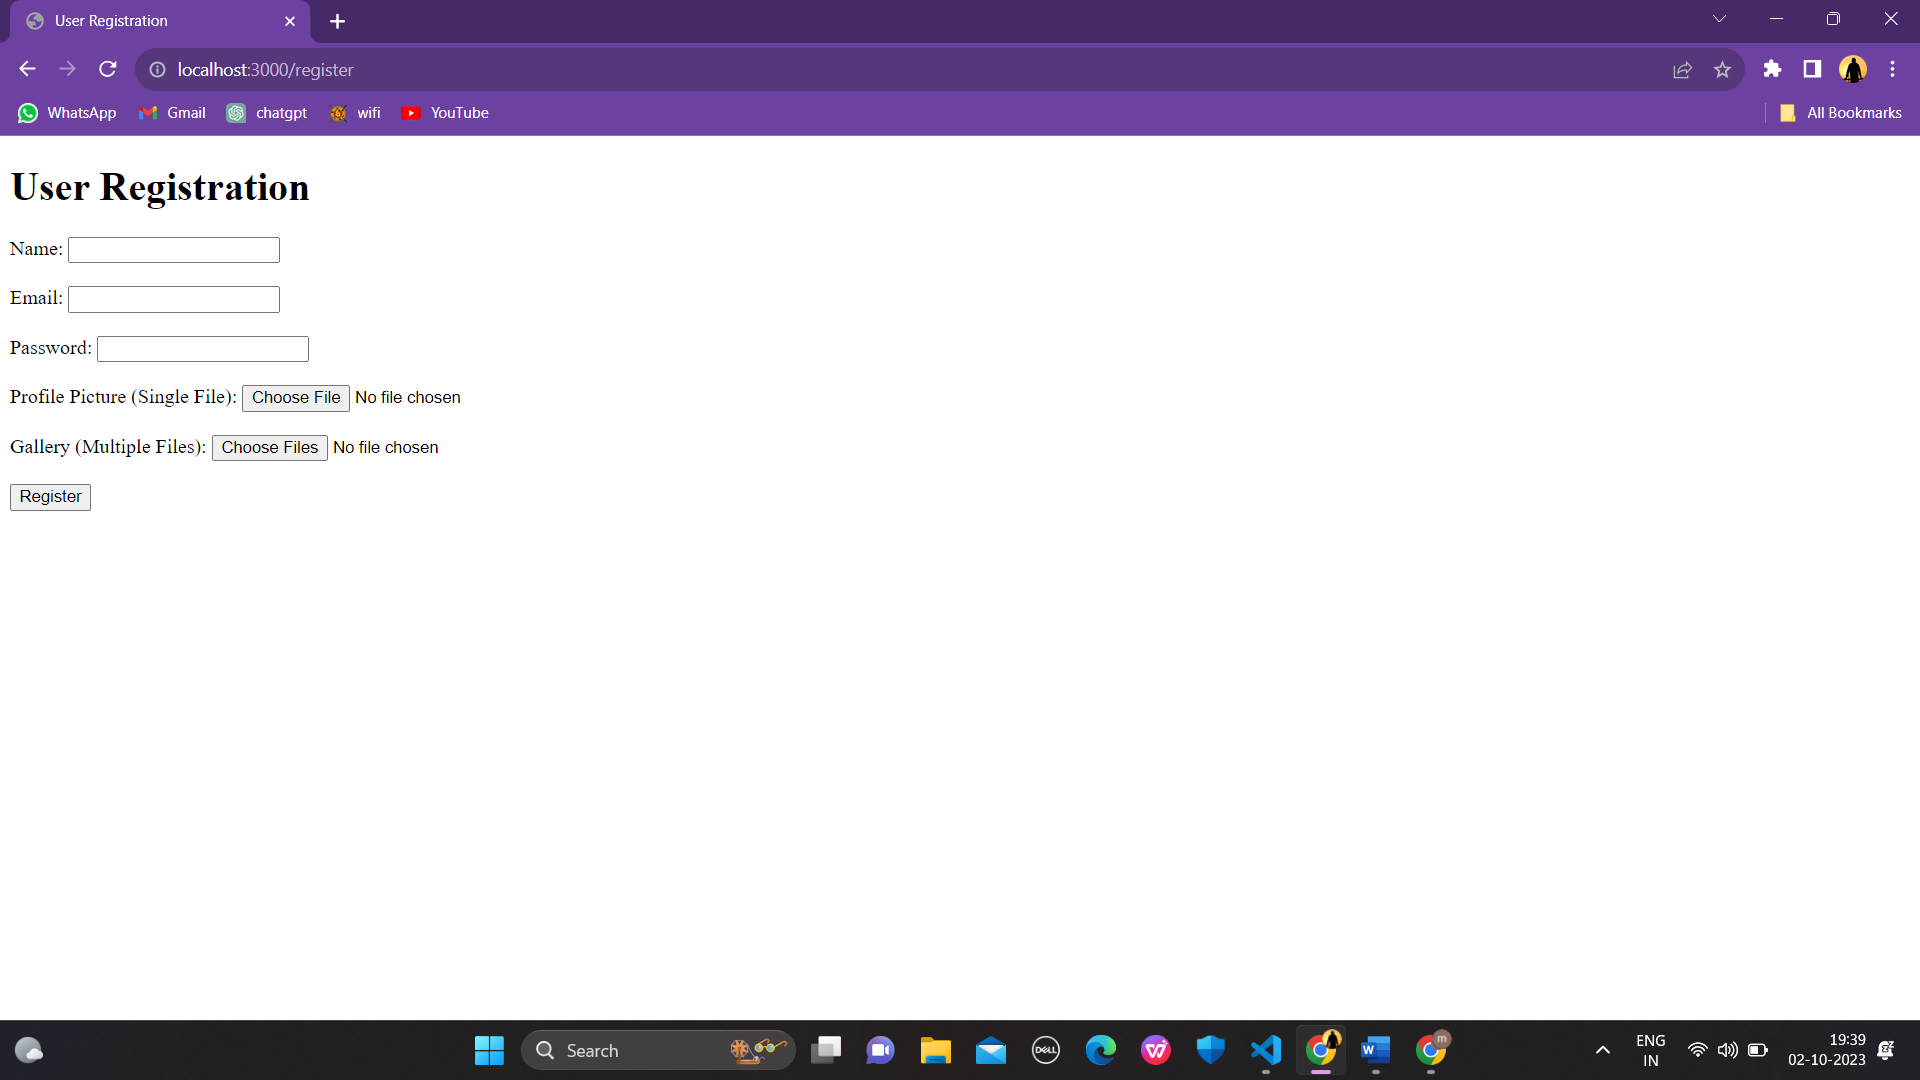 User Registration
localhost:3000/register
WhatsApp Gmail chatgpt wifi YouTube All Bookmarks
User Registration
Name:
Email:
Password:
Profile Picture (Single File): Choose File No file chosen
Gallery (Multiple Files): Choose Files No file chosen
Register
Search
DELL
W
m
ENG
IN
19:39
02-10-2023